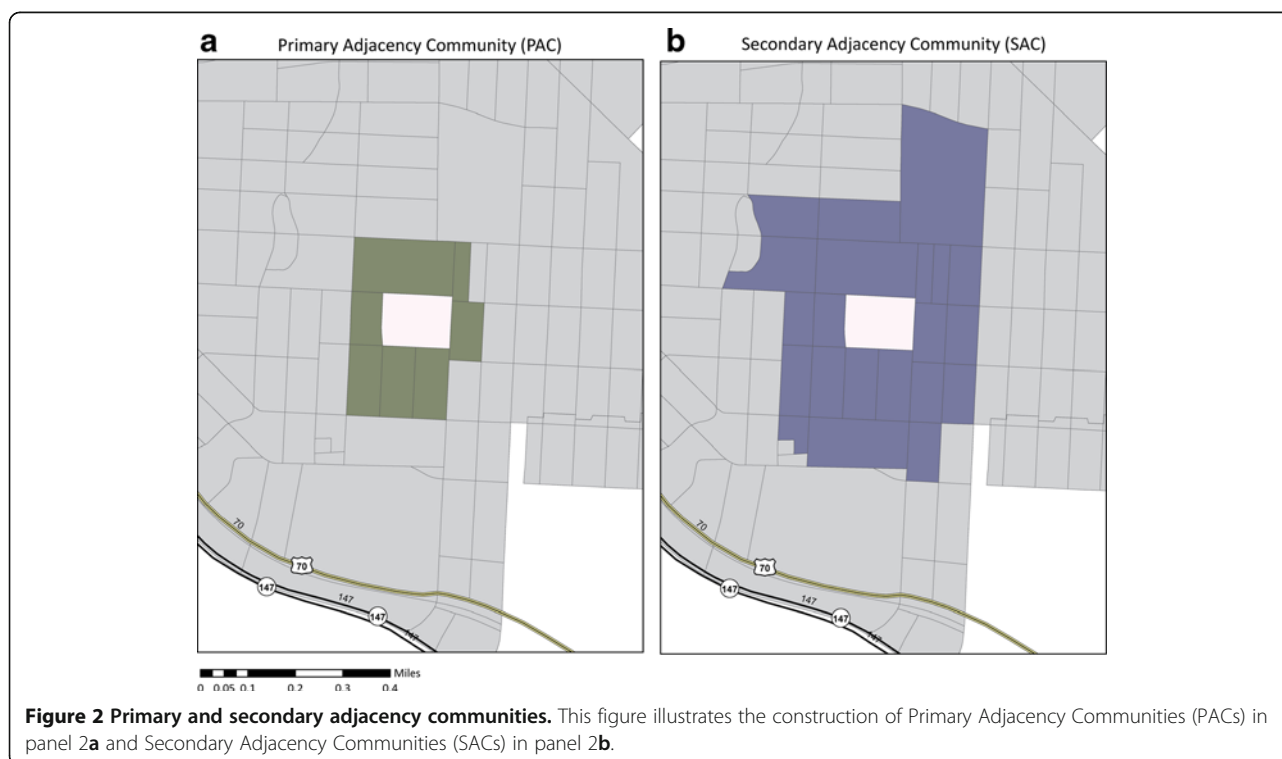 a Primary Adjacency Community (PAC)
b Secondary Adjacency Community (SAC)
70
70
147
147
147
147
70
70
147
147
147
147
Miles
0 0.05 0.1 0.2 0.3 0.4
Figure 2 Primary and secondary adjacency communities. This figure illustrates the construction of Primary Adjacency Communities (PACs) in
panel 2a and Secondary Adjacency Communities (SACs) in panel 2b.